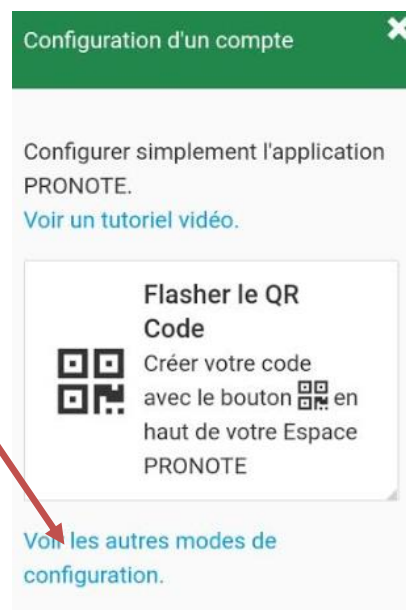 Configuration d'un compte
Configurer simplement l'application
PRONOTE.
Voir un tutoriel vidéo.
Flasher le QR
Code
Créer votre code
avec le bouton en
haut de votre Espace
PRONOTE
Voir les autres modes de
configuration.